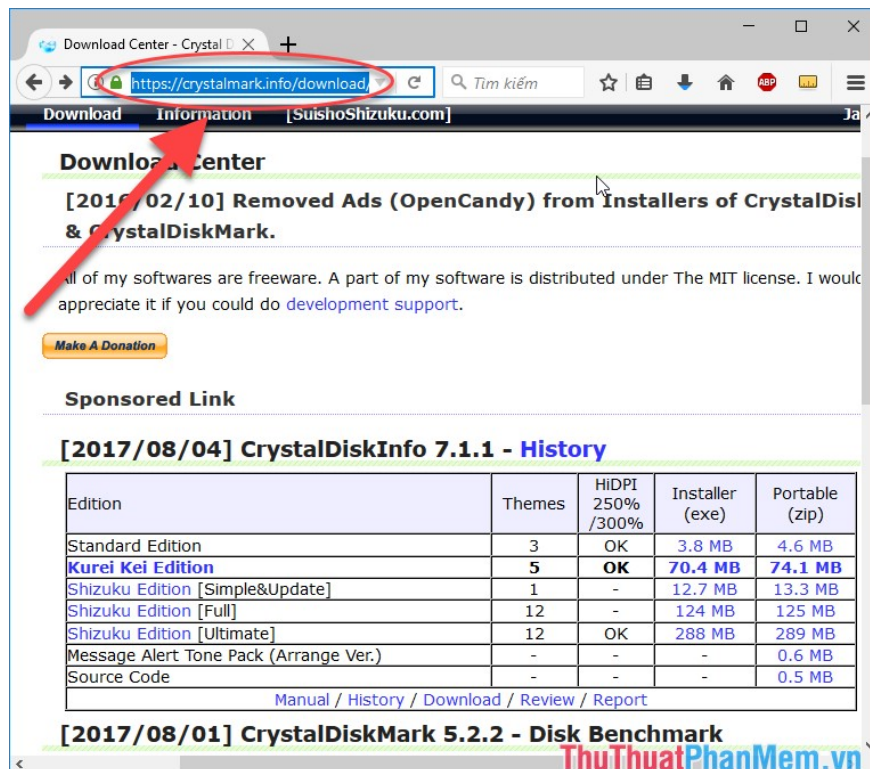 Download Center - Crystal D
https://crystalmark.info/download/
Tìm kiếm
ABP
Download Information [SuishoShizuku.com] Ja
Download Center
[2016/02/10] Removed Ads (OpenCandy) from Installers of CrystalDisk
& CrystalDiskMark.
All of my softwares are freeware. A part of my software is distributed under The MIT license. I would
appreciate it if you could do development support.
Make A Donation
Sponsored Link
[2017/08/04] CrystalDiskInfo 7.1.1 - History
Edition Themes HiDPI 250% /300% Installer (exe) Portable (zip)
Standard Edition 3 OK 3.8 MB 4.6 MB
Kurei Kei Edition 5 OK 70.4 MB 74.1 MB
Shizuku Edition [Simple&Update] 1 - 12.7 MB 13.3 MB
Shizuku Edition [Full] 12 - 124 MB 125 MB
Shizuku Edition [Ultimate] 12 OK 288 MB 289 MB
Message Alert Tone Pack (Arrange Ver.) - - - 0.6 MB
Source Code - - - 0.5 MB
Manual / History / Download / Review / Report
[2017/08/01] CrystalDiskMark 5.2.2 - Disk Benchmark
ThuThuatPhanMem.vn